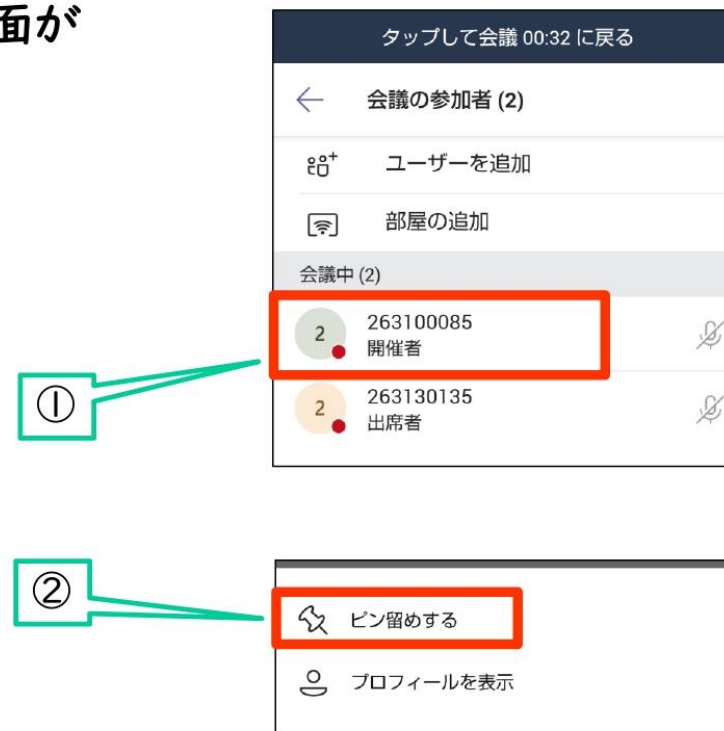 面が
タップして会議 00:32 に戻る
会議の参加者 (2)
ユーザーを追加
部屋の追加
会議中 (2)
2
263100085
開催者
①
2
263130135
出席者
②
ピン留めする
プロフィールを表示